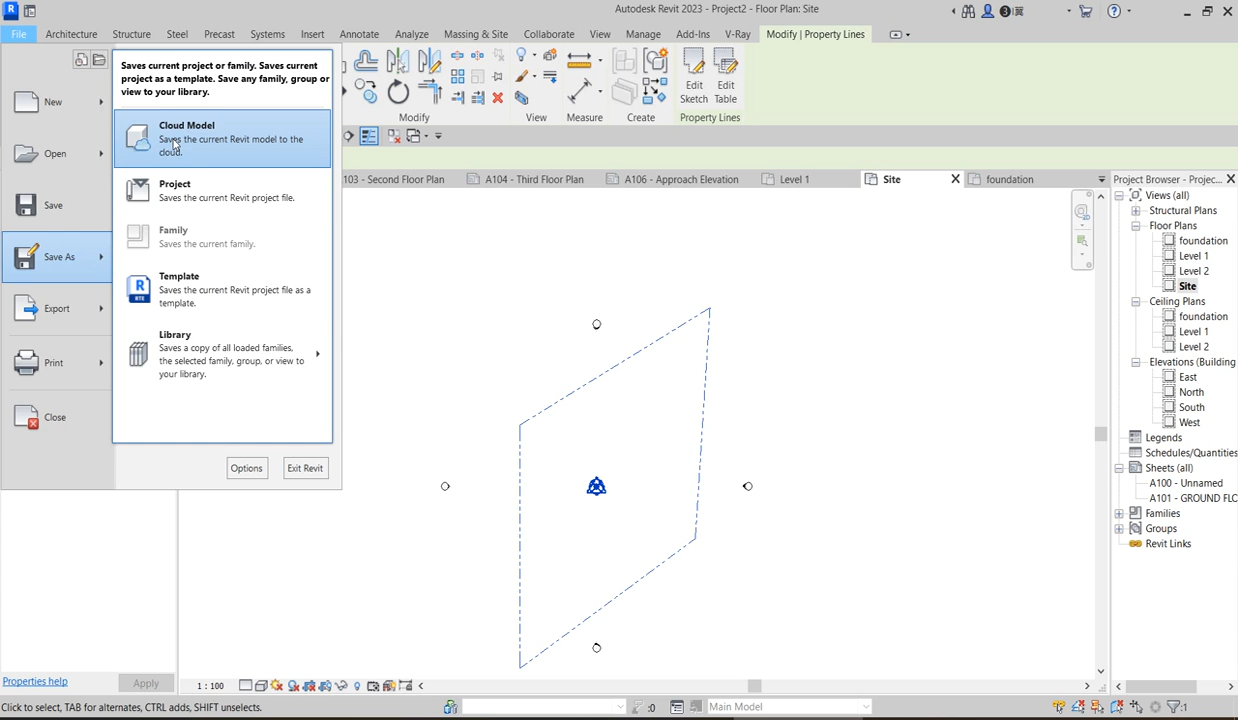 Autodesk Revit 2023 - Project2 - Floor Plan: Site
File Architecture Structure Steel Precast Systems Insert Annotate Analyze Massing & Site Collaborate View Manage Add-Ins V-Ray Modify | Property Lines
Saves current project or family. Saves current
project as a template. Save any family, group or
view to your library.
New
Open
Save
Save As
Export
Print
Close
Cloud Model
Saves the current Revit model to the
cloud.
Project
Saves the current Revit project file.
Family
Saves the current family.
Template
Saves the current Revit project file as a
template.
Library
Saves a copy of all loaded families,
the selected family, group, or view to
your library.
Options Exit Revit
Edit
Sketch
Edit
Table
Modify View Measure Create Property Lines
103 - Second Floor Plan A104 - Third Floor Plan A106 - Approach Elevation Level 1 Site foundation
Project Browser - Projec...
Views (all)
Structural Plans
Floor Plans
foundation
Level 1
Level 2
Site
Ceiling Plans
foundation
Level 1
Level 2
Elevations (Building
East
North
South
West
Legends
Schedules/Quantities
Sheets (all)
A100 - Unnamed
A101 - GROUND FLC
Families
Groups
Revit Links
Properties help Apply
1 : 100
Click to select, TAB for alternates, CTRL adds, SHIFT unselects. :0 Main Model :1